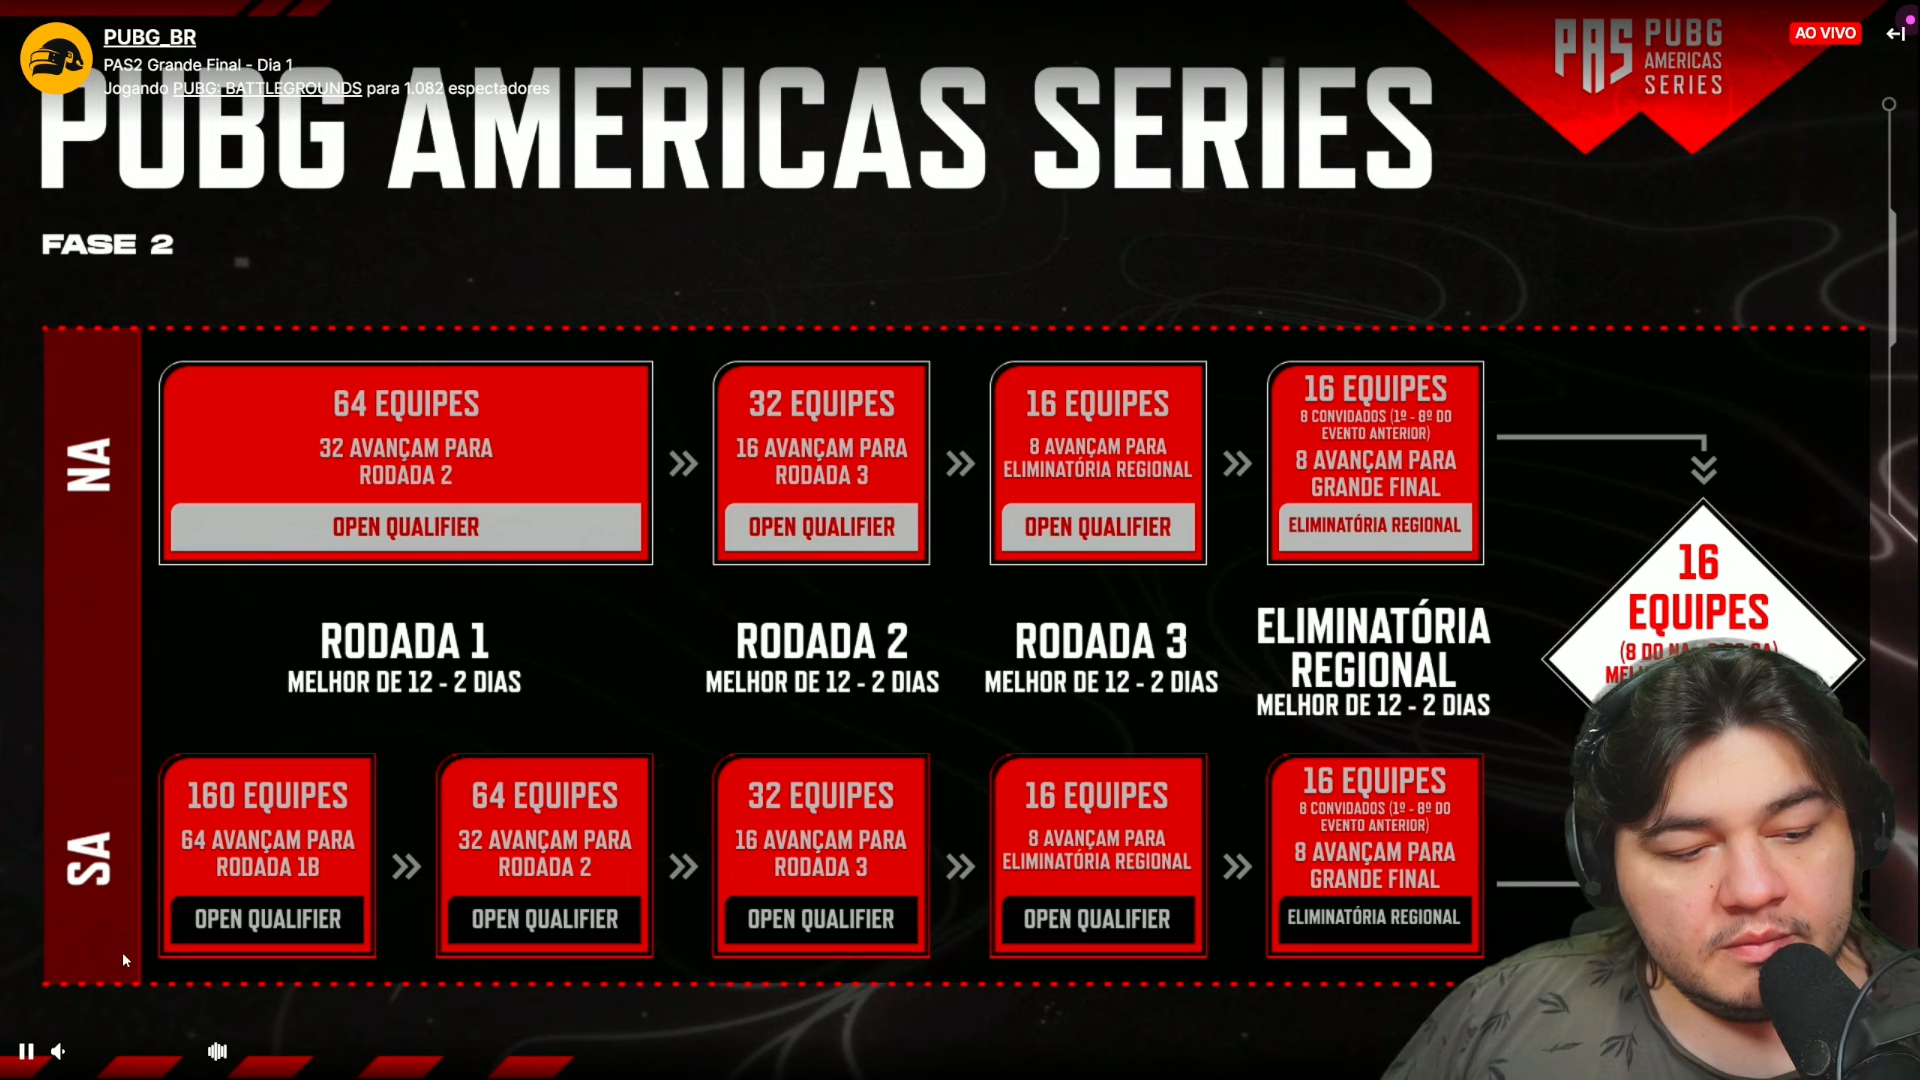 PUBG_BR
PAS2 Grande Final - Dia 1
Jogando PUBG: BATTLEGROUNDS para 1.082 espectadores
AO VIVO
PAS PUBG
AMERICAS
SERIES
PUBG AMERICAS SERIES
FASE 2
NA
64 EQUIPES
32 AVANÇAM PARA
RODADA 2
OPEN QUALIFIER
32 EQUIPES
16 AVANÇAM PARA
RODADA 3
OPEN QUALIFIER
16 EQUIPES
8 AVANÇAM PARA
ELIMINATÓRIA REGIONAL
OPEN QUALIFIER
16 EQUIPES
8 CONVIDADOS (1º - 8º DO
EVENTO ANTERIOR)
8 AVANÇAM PARA
GRANDE FINAL
ELIMINATÓRIA REGIONAL
RODADA 1
MELHOR DE 12 - 2 DIAS
RODADA 2
MELHOR DE 12 - 2 DIAS
RODADA 3
MELHOR DE 12 - 2 DIAS
ELIMINATÓRIA
REGIONAL
MELHOR DE 12 - 2 DIAS
16
EQUIPES
(8 DO
SA
160 EQUIPES
64 AVANÇAM PARA
RODADA 1B
OPEN QUALIFIER
64 EQUIPES
32 AVANÇAM PARA
RODADA 2
OPEN QUALIFIER
32 EQUIPES
16 AVANÇAM PARA
RODADA 3
OPEN QUALIFIER
16 EQUIPES
8 AVANÇAM PARA
ELIMINATÓRIA REGIONAL
OPEN QUALIFIER
16 EQUIPES
8 CONVIDADOS (1º - 8º DO
EVENTO ANTERIOR)
8 AVANÇAM PARA
GRANDE FINAL
ELIMINATÓRIA REGIONAL